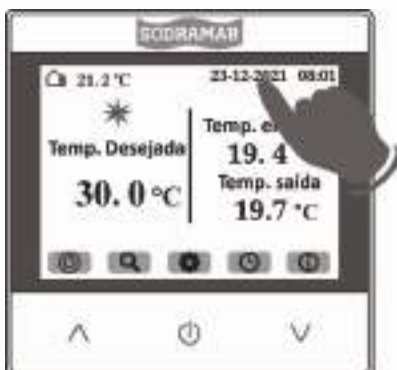 SODRAMAR
21.2 °C 23-12-2021 08:01
Temp. Desejada
30.0 °C
Temp. e
19.4
Temp. saída
19.7 °C